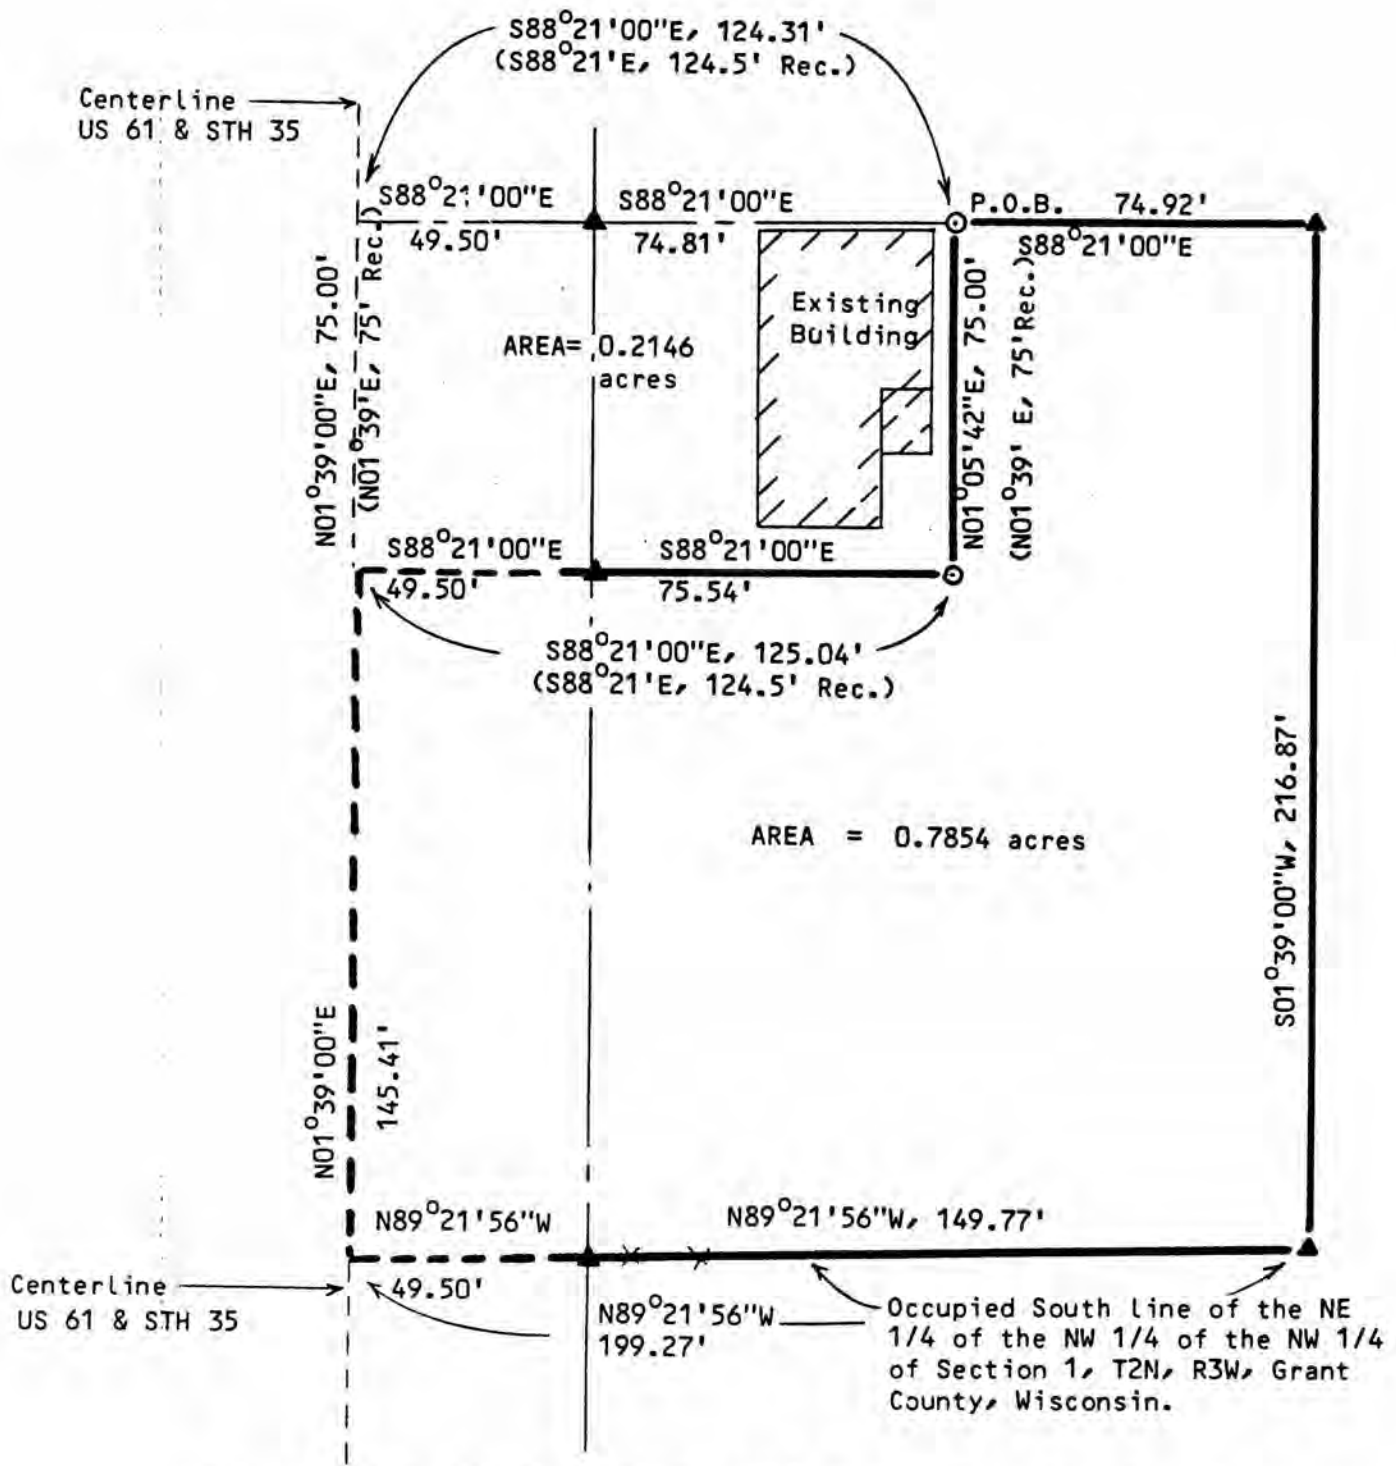 S88°21'00"E, 124.31'
(S88°21'E, 124.5' Rec.)
Centerline
US 61 & STH 35
S88°21'00"E
49.50'
S88°21'00"E
74.81'
P.O.B. 74.92'
S88°21'00"E
N01°39'00"E, 75.00'
(N01°39'E, 75' Rec.)
AREA= 0.2146
acres
Existing
Building
N01°05'42"E, 75.00'
(N01°39' E, 75'Rec.)
S88°21'00"E
49.50'
S88°21'00"E
75.54'
S88°21'00"E, 125.04'
(S88°21'E, 124.5' Rec.)
S01°39'00"W, 216.87'
AREA = 0.7854 acres
N01°39'00"E
145.41'
N89°21'56"W
49.50'
N89°21'56"W, 149.77'
Centerline
US 61 & STH 35
N89°21'56"W
199.27'
Occupied South line of the NE
1/4 of the NW 1/4 of the NW 1/4
of Section 1, T2N, R3W, Grant
County, Wisconsin.